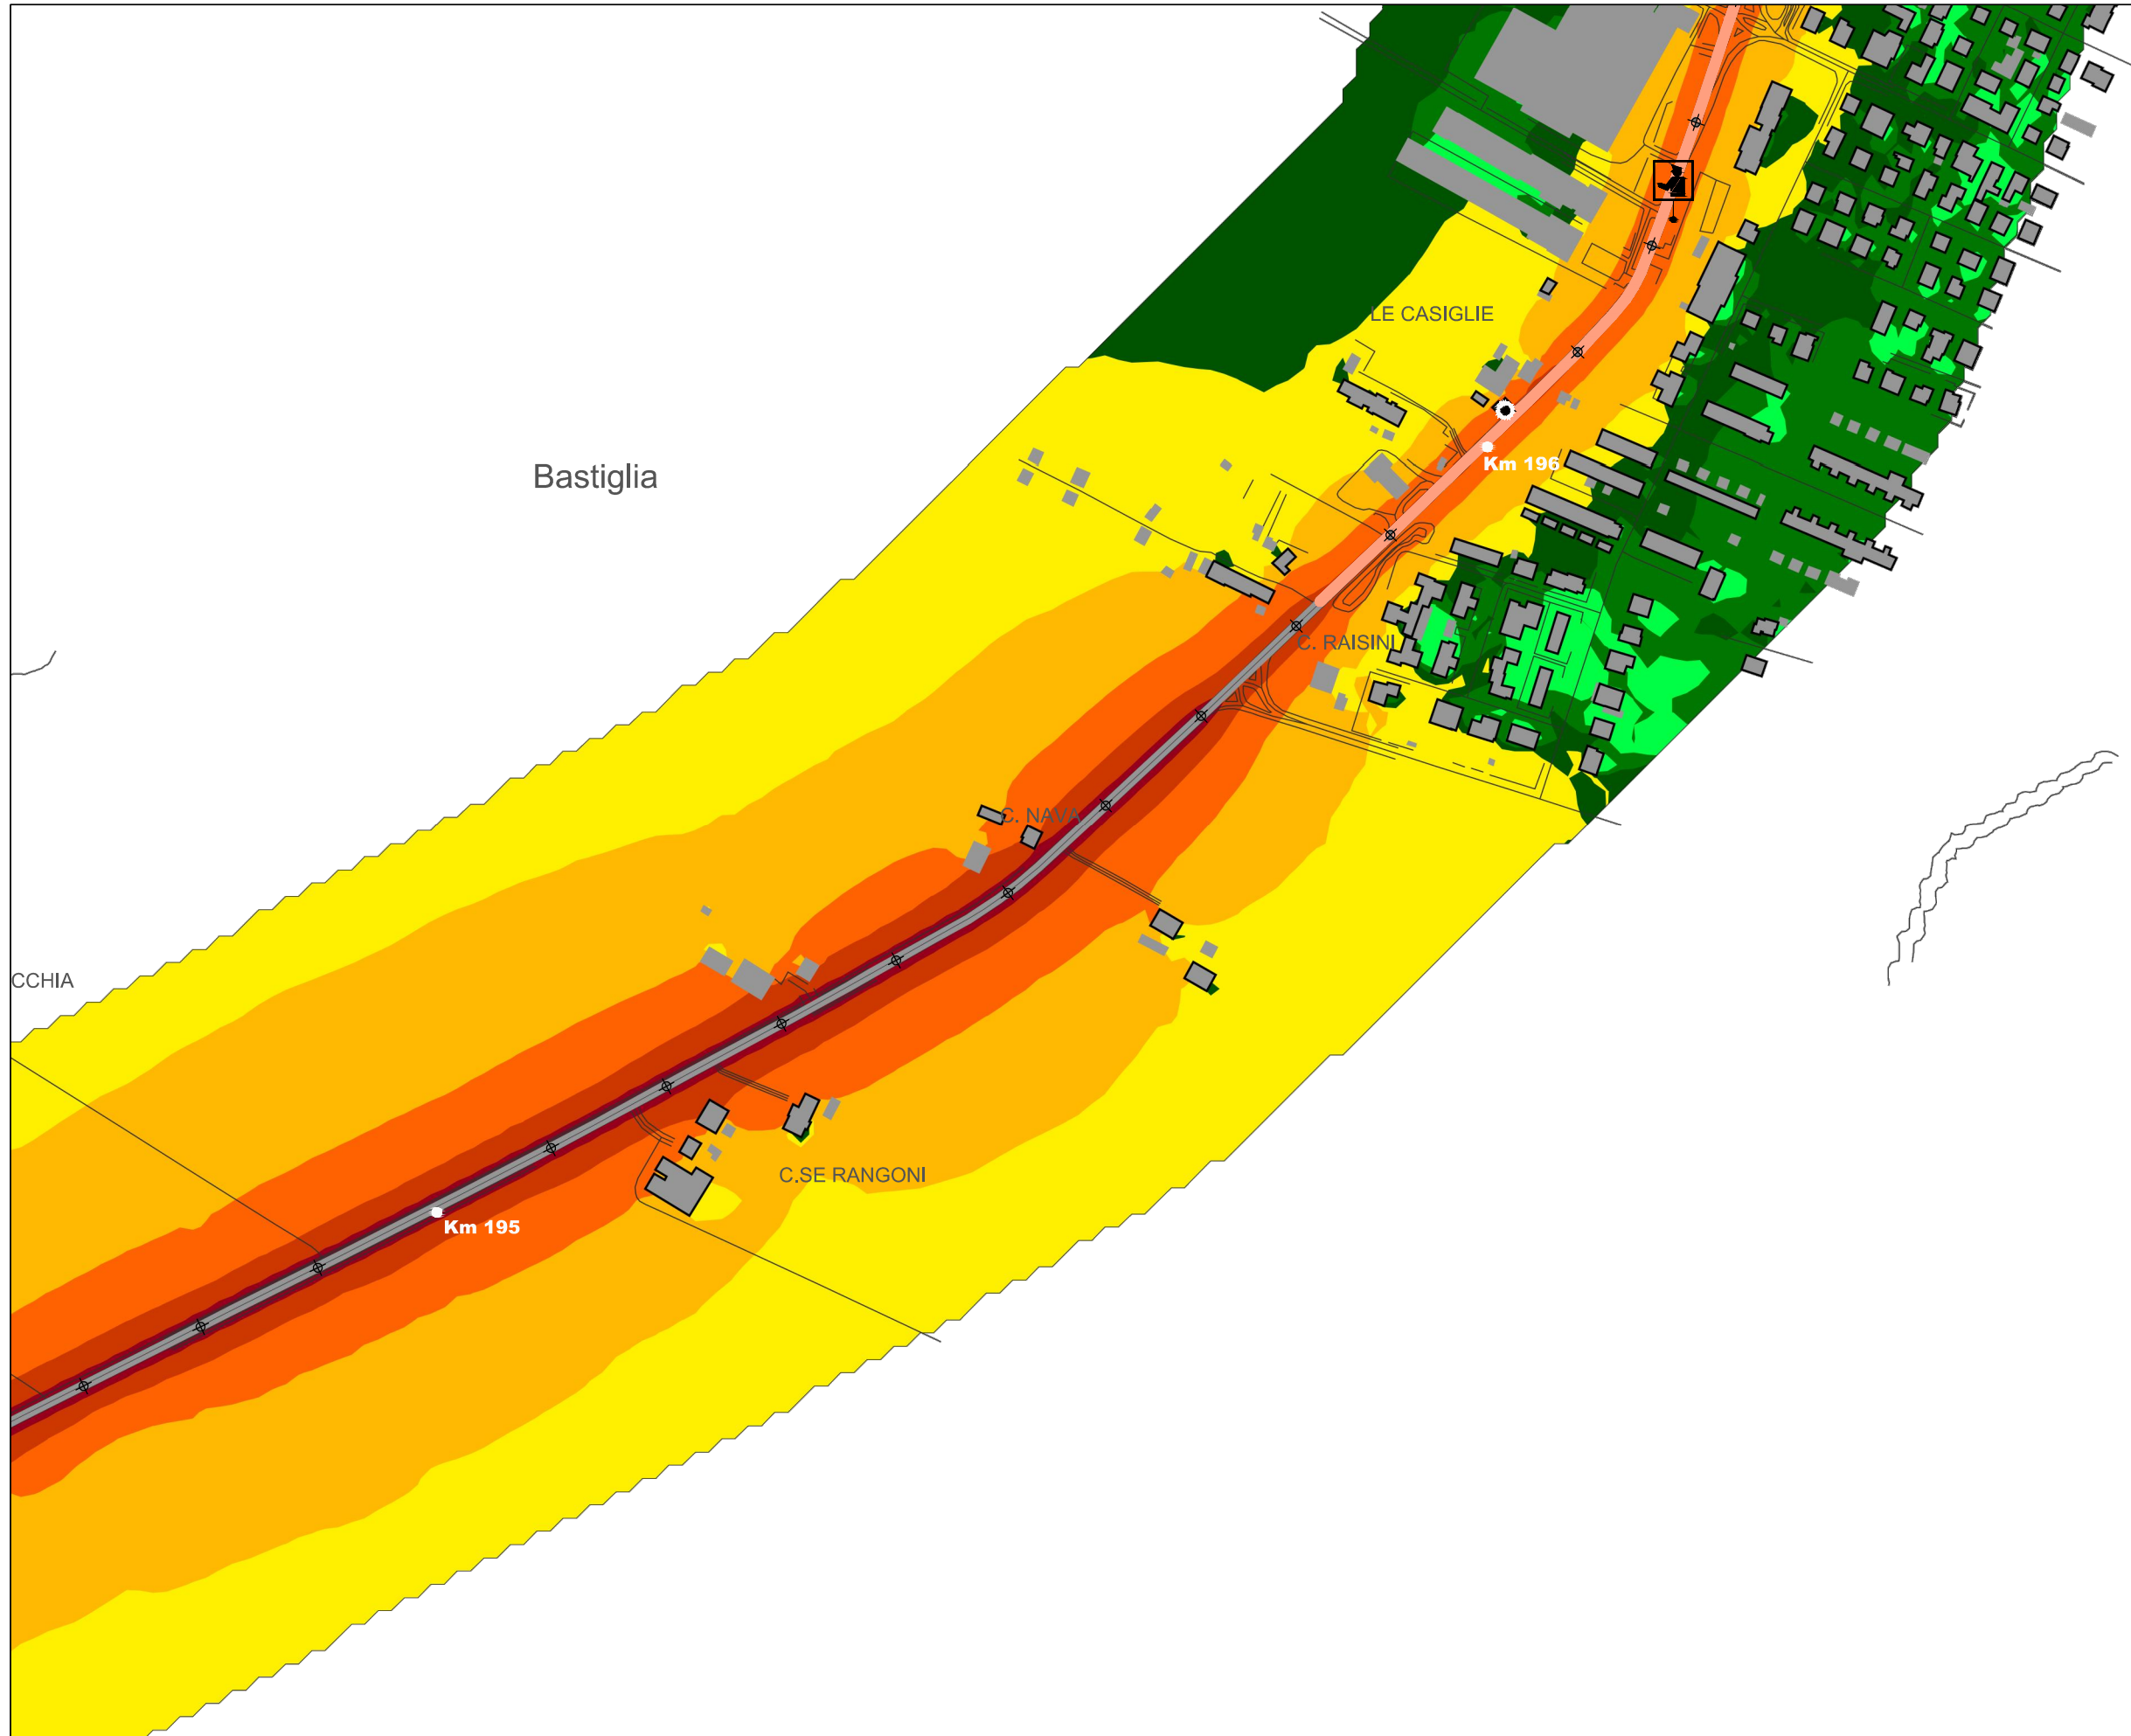 LE CASIGLIE
Km 196
Bastiglia
C. RAISINI
C. NAVA
CCHIA
C.SE RANGONI
Km 195